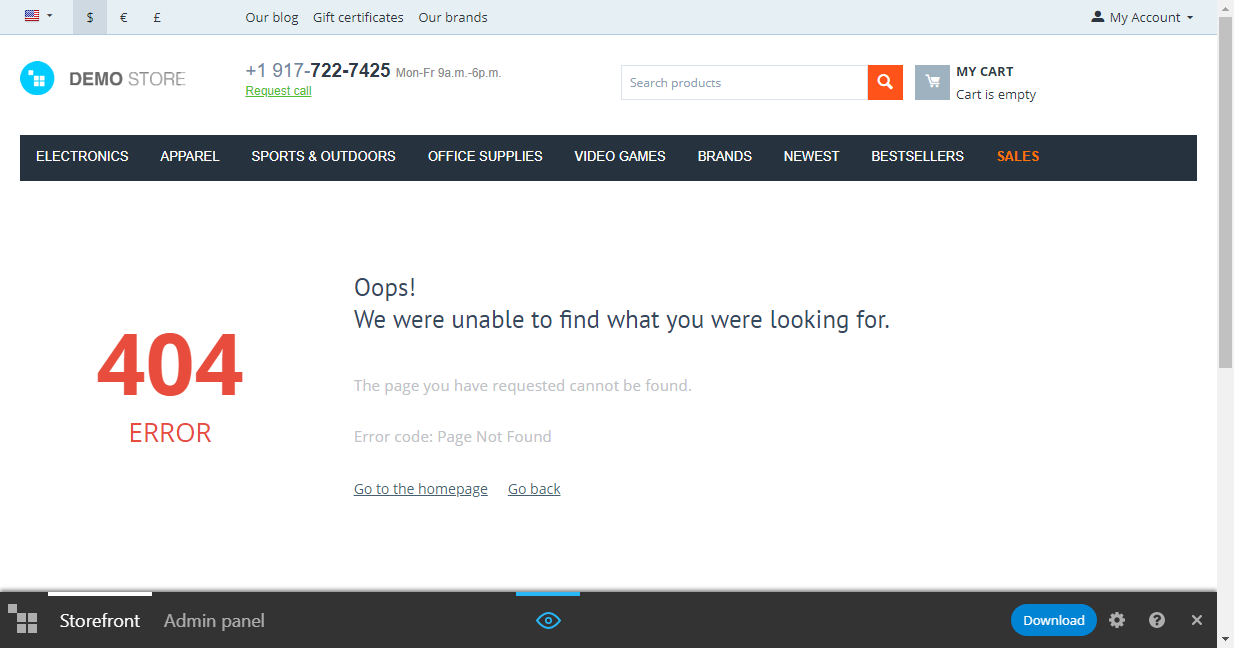 $ € £ Our blog Gift certificates Our brands My Account
DEMO STORE
+1 917-722-7425 Mon-Fr 9a.m.-6p.m.
Request call
Search products
MY CART
Cart is empty
ELECTRONICS APPAREL SPORTS & OUTDOORS OFFICE SUPPLIES VIDEO GAMES BRANDS NEWEST BESTSELLERS SALES
404
ERROR
Oops!
We were unable to find what you were looking for.
The page you have requested cannot be found.
Error code: Page Not Found
Go to the homepage Go back
Storefront Admin panel Download